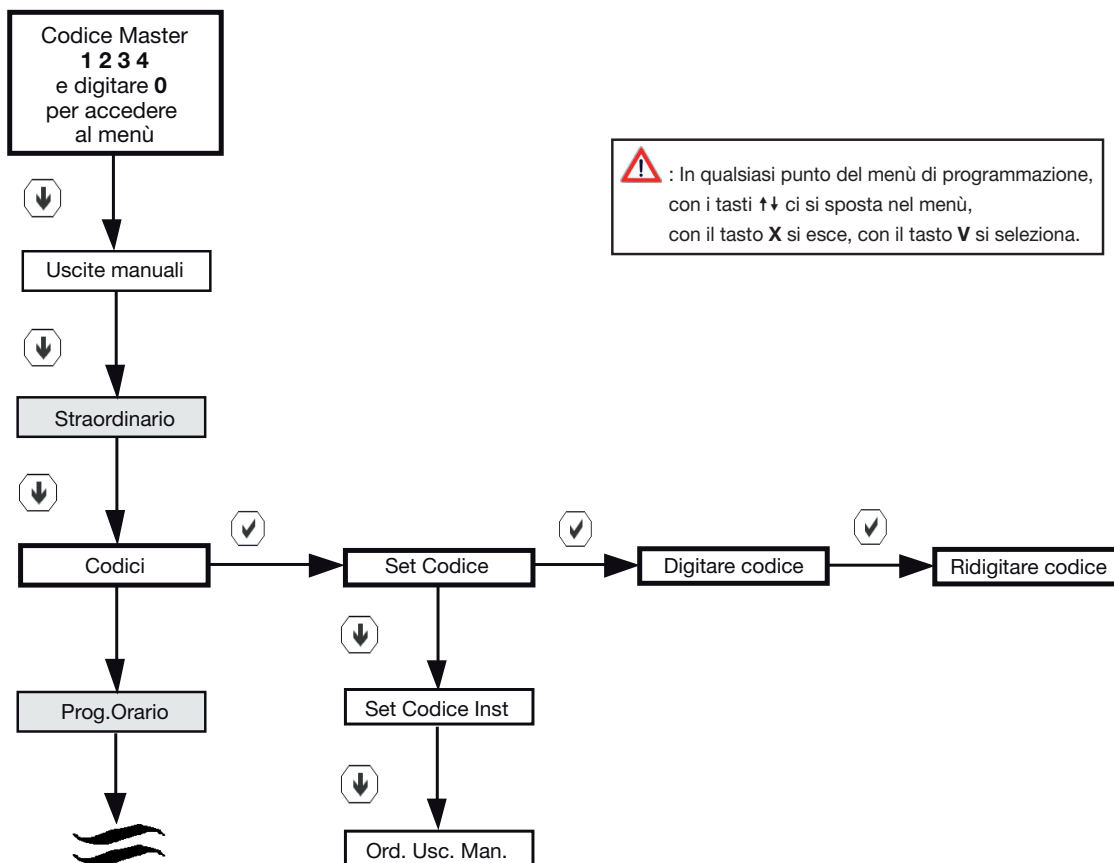 Codice Master
1 2 3 4
e digitare 0
per accedere
al menù
: In qualsiasi punto del menù di programmazione,
con i tasti ↑↓ ci si sposta nel menù,
con il tasto X si esce, con il tasto V si seleziona.
Uscite manuali
Straordinario
Codici
Set Codice
Digitare codice
Ridigitare codice
Prog.Orario
Set Codice Inst
Ord. Usc. Man.